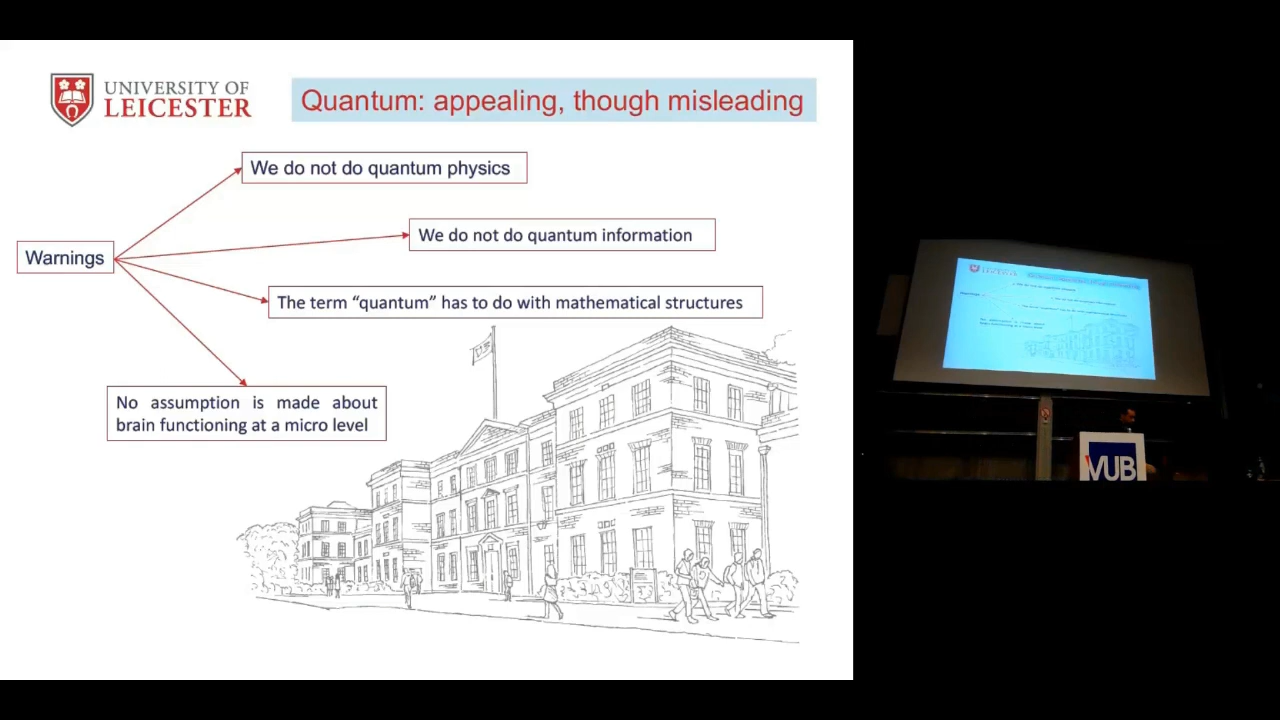 UNIVERSITY OF
LEICESTER
Quantum: appealing, though misleading
We do not do quantum physics
We do not do quantum information
Warnings
The term “quantum” has to do with mathematical structures
No assumption is made about
brain functioning at a micro level
VUB